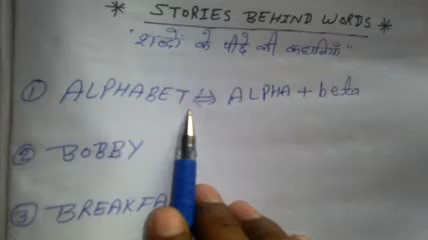 * STORIES BEHIND WORDS *
"शब्दों के पीछे की कहानियाँ"
① ALPHABET ⇔ ALPHA + beta
② BOBBY
③ BREAKFA